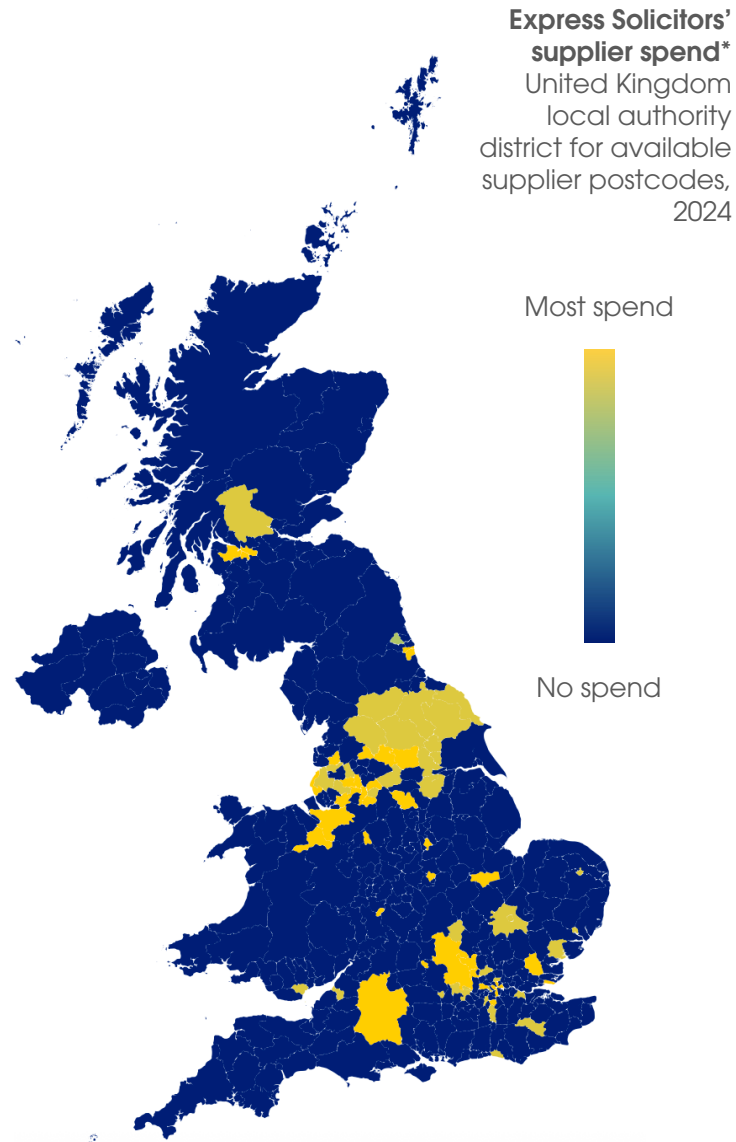 Express Solicitors’
supplier spend*
United Kingdom
local authority
district for available
supplier postcodes,
2024
Most spend
No spend